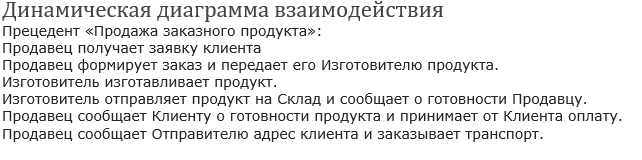 Динамическая диаграмма взаимодействия
Прецедент «Продажа заказного продукта»:
Продавец получает заявку клиента
Продавец формирует заказ и передает его Изготовителю продукта.
Изготовитель изготавливает продукт.
Изготовитель отправляет продукт на Склад и сообщает о готовности Продавцу.
Продавец сообщает Клиенту о готовности продукта и принимает от Клиента оплату.
Продавец сообщает Отправителю адрес клиента и заказывает транспорт.